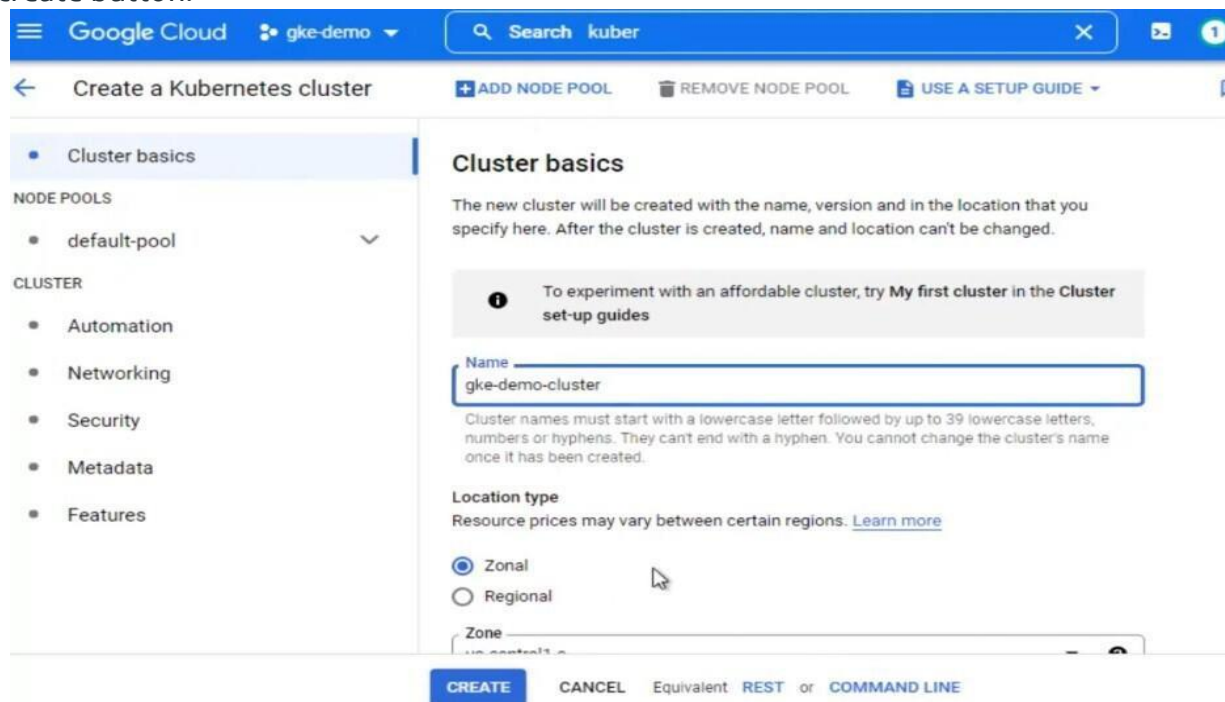 create button.
Google Cloud gke-demo Search kuber 1
Create a Kubernetes cluster ADD NODE POOL REMOVE NODE POOL USE A SETUP GUIDE
Cluster basics
NODE POOLS
default-pool
CLUSTER
Automation
Networking
Security
Metadata
Features
Cluster basics
The new cluster will be created with the name, version and in the location that you
specify here. After the cluster is created, name and location can't be changed.
To experiment with an affordable cluster, try My first cluster in the Cluster
set-up guides
Name
gke-demo-cluster
Cluster names must start with a lowercase letter followed by up to 39 lowercase letters,
numbers or hyphens. They can't end with a hyphen. You cannot change the cluster's name
once it has been created.
Location type
Resource prices may vary between certain regions. Learn more
Zonal
Regional
Zone
CREATE CANCEL Equivalent REST or COMMAND LINE